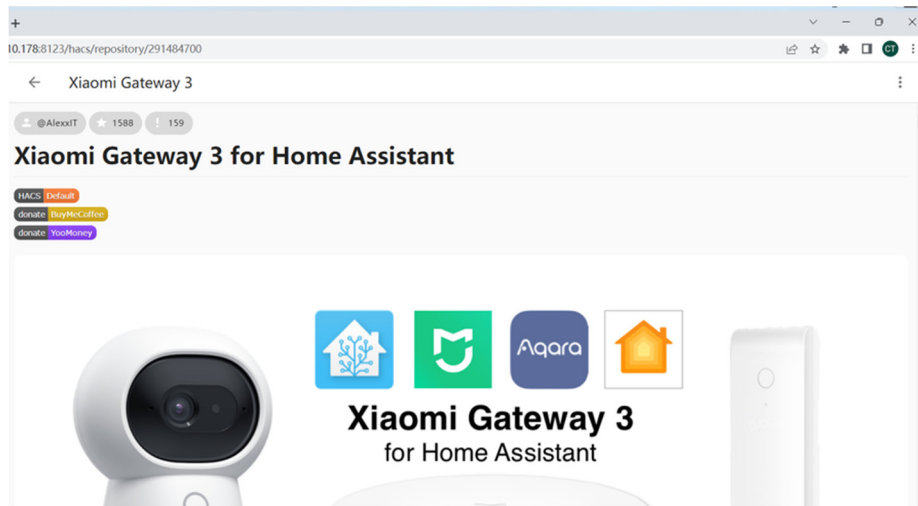 10.178:8123/hacs/repository/291484700
CT
Xiaomi Gateway 3
@AlexxIT 1588 159
Xiaomi Gateway 3 for Home Assistant
HACS Default
donate BuyMeCoffee
donate YooMoney
Aqara
Xiaomi Gateway 3
for Home Assistant